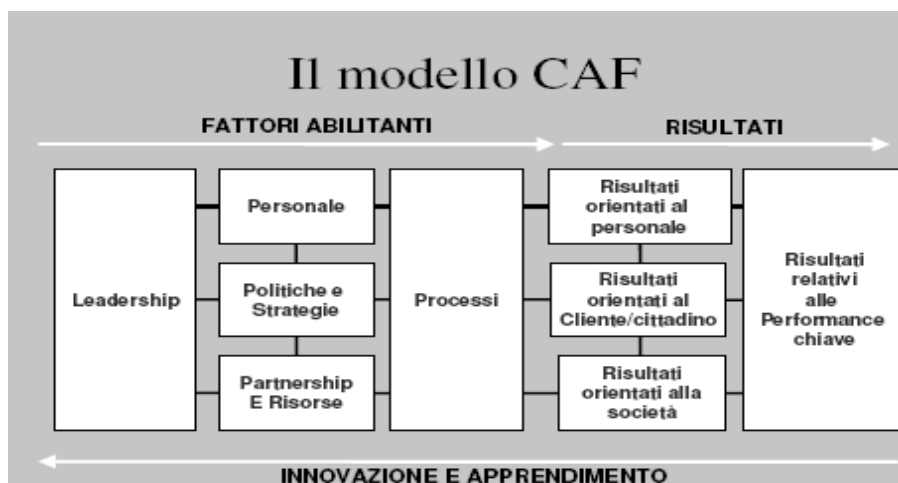 Il modello CAF
FATTORI ABILITANTI
RISULTATI
Leadership
Personale
Politiche e
Strategie
Partnership
E Risorse
Processi
Risultati
orientati al
personale
Risultati
orientati al
Cliente/cittadino
Risultati
orientati alla
società
Risultati
relativi
alle
Performance
chiave
INNOVAZIONE E APPRENDIMENTO